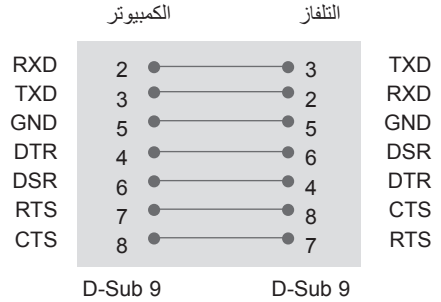 الكمبيوتر التلفاز
RXD 2 3 TXD
TXD 3 2 RXD
GND 5 5 GND
DTR 4 6 DSR
DSR 6 4 DTR
RTS 7 8 CTS
CTS 8 7 RTS
D-Sub 9 D-Sub 9